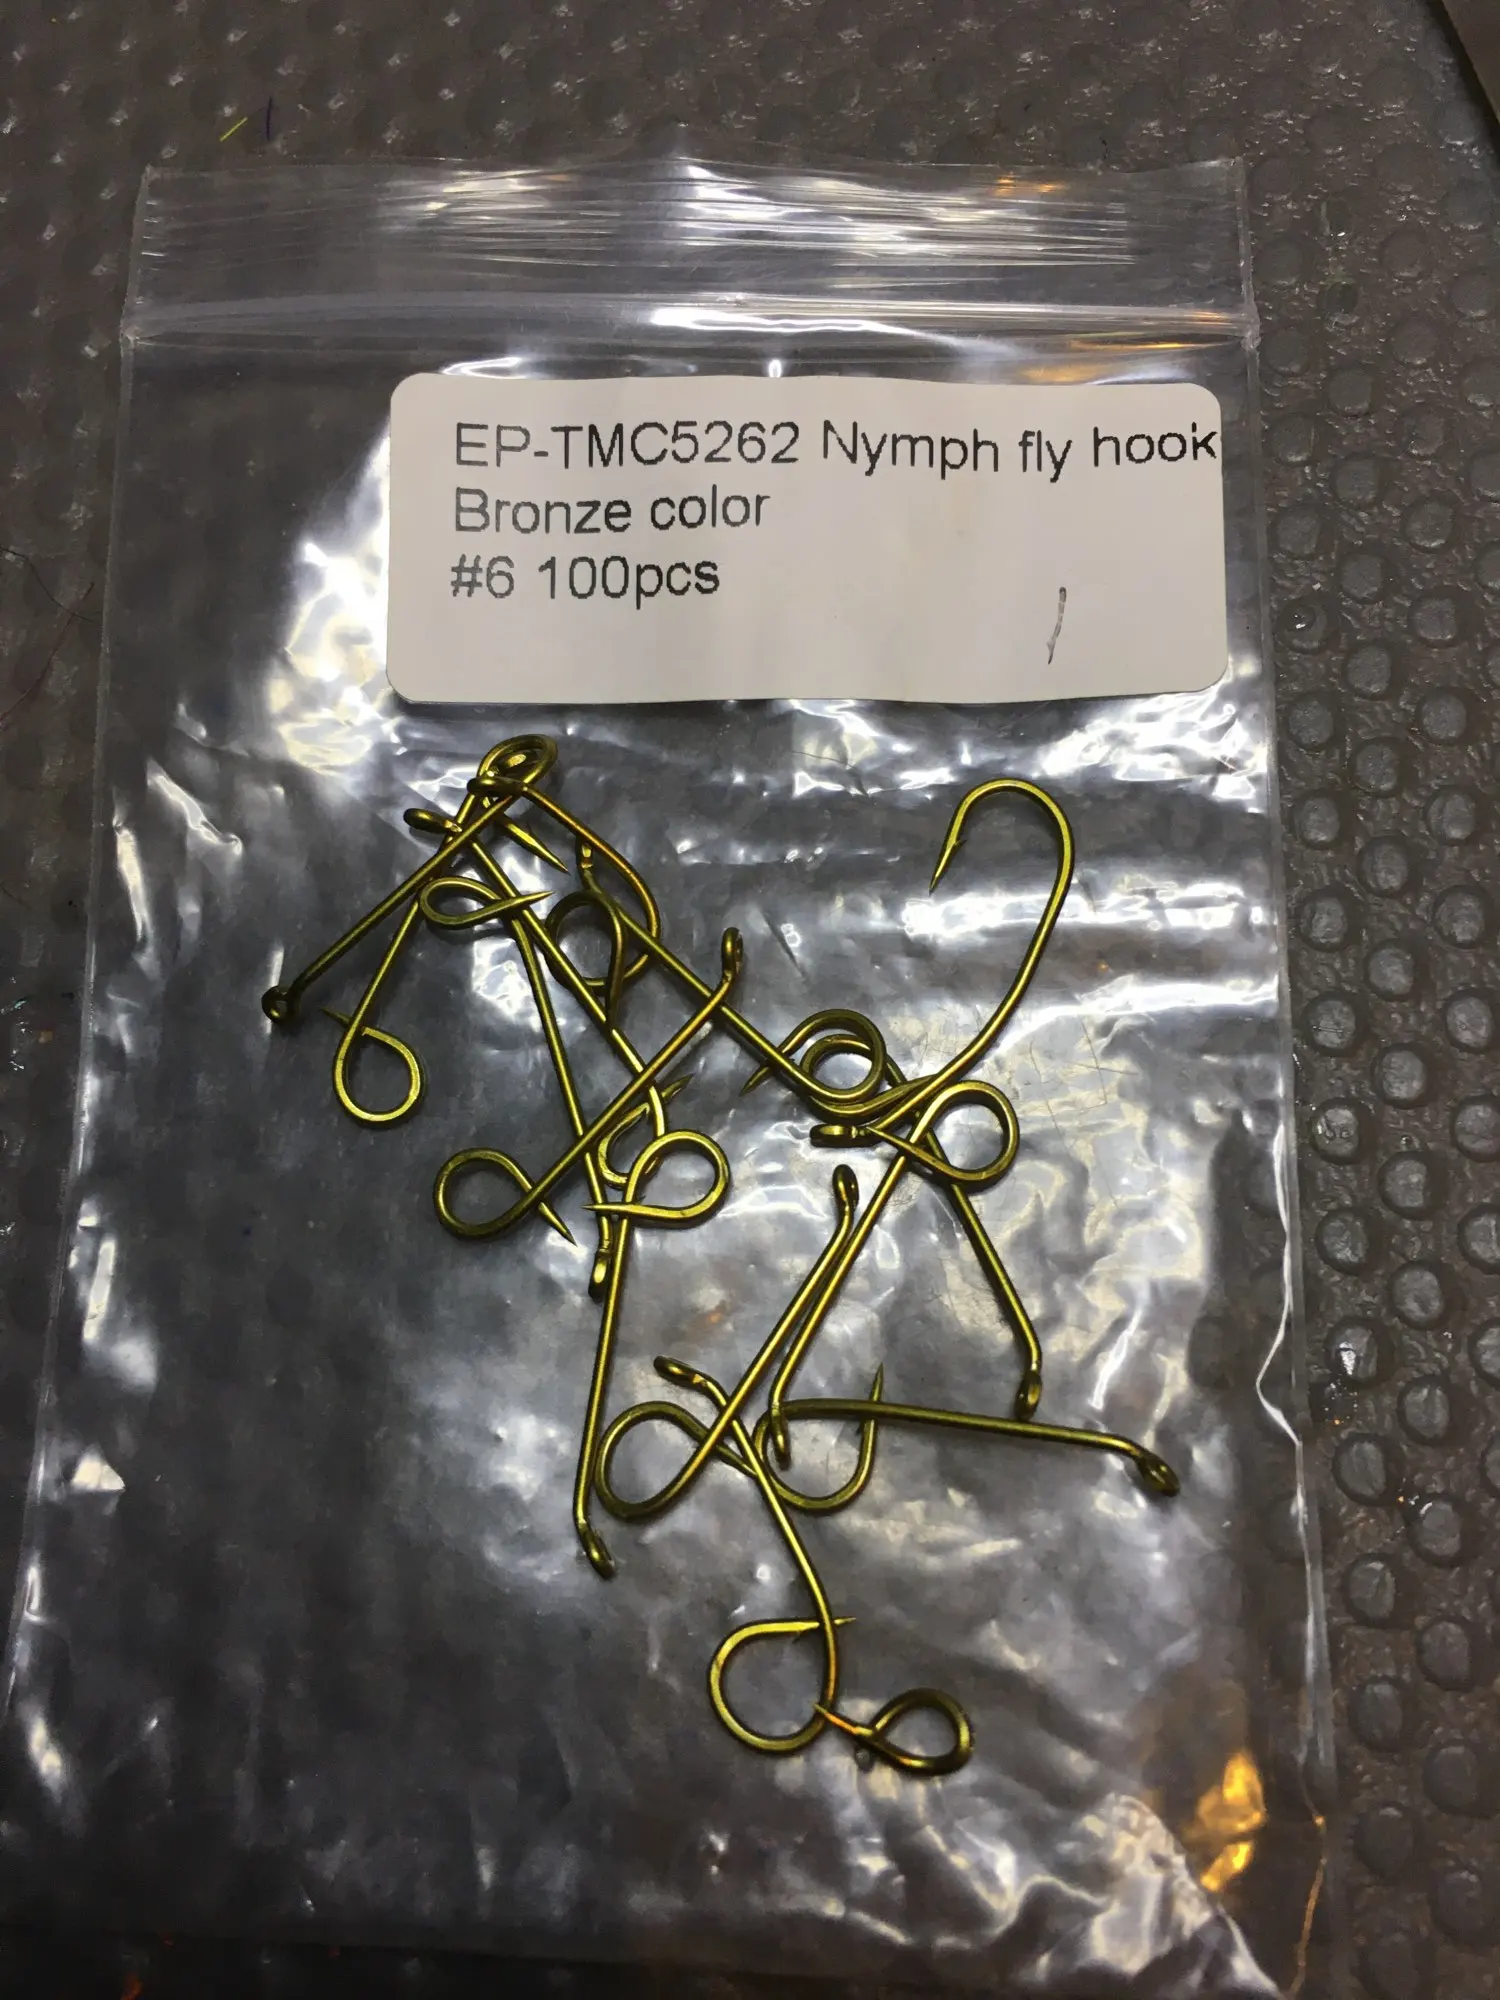 EP-TMC5262 Nymph fly hook
Bronze color
#6 100pcs